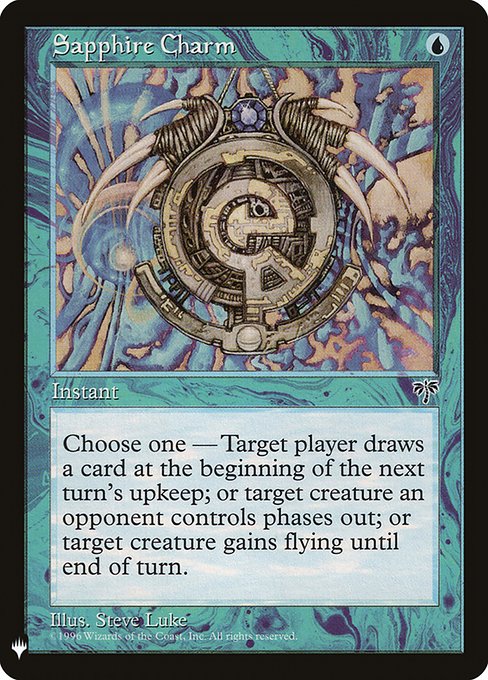 Sapphire Charm
Instant
Choose one — Target player draws
a card at the beginning of the next
turn's upkeep; or target creature an
opponent controls phases out; or
target creature gains flying until
end of turn.
Illus. Steve Luke
©1996 Wizards of the Coast, Inc. All rights reserved.